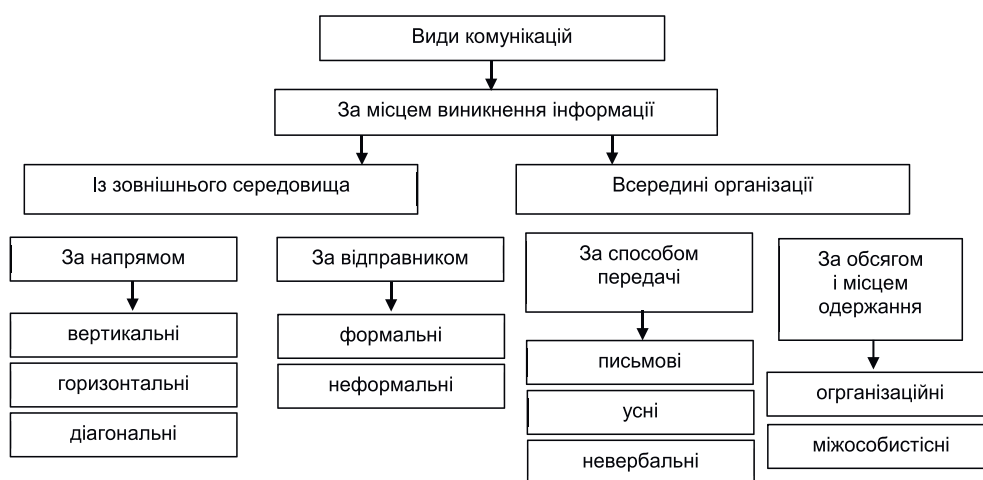 Види комунікацій
За місцем виникнення інформації
Із зовнішнього середовища
Всередині організації
За напрямом
вертикальні
горизонтальні
діагональні
За відправником
формальні
неформальні
За способом
передачі
письмові
усні
невербальні
За обсягом
і місцем
одержання
огрганізаційні
міжособистісні